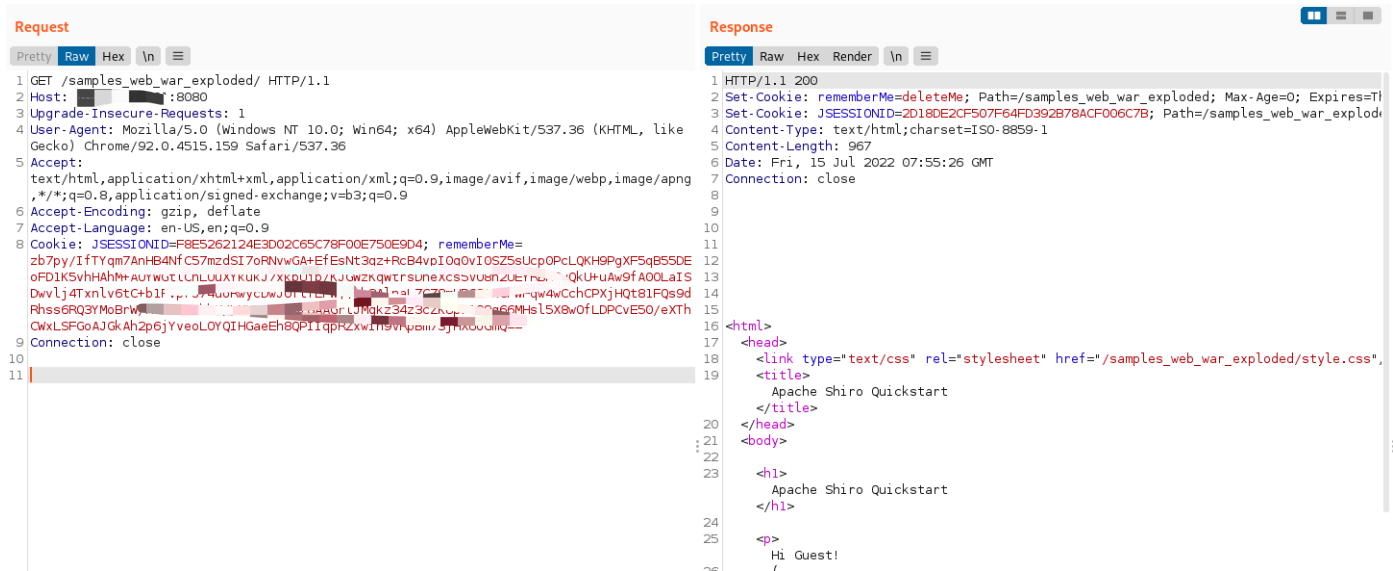 Request
Pretty Raw Hex \n
1 GET /samples_web_war_exploded/ HTTP/1.1
2 Host: :8080
3 Upgrade-Insecure-Requests: 1
4 User-Agent: Mozilla/5.0 (Windows NT 10.0; Win64; x64) AppleWebKit/537.36 (KHTML, like
Gecko) Chrome/92.0.4515.159 Safari/537.36
5 Accept:
text/html,application/xhtml+xml,application/xml;q=0.9,image/avif,image/webp,image/apng
,*/*;q=0.8,application/signed-exchange;v=b3;q=0.9
6 Accept-Encoding: gzip, deflate
7 Accept-Language: en-US,en;q=0.9
8 Cookie: JSESSIONID=F8E5262124E3D02C65C78F00E750E9D4; rememberMe=
zb7py/IfTYqm7AnHB4NfC57mzdSI7oRNvwGA+EfEsNt3qz+RcB4vpI0q0vI0SZ5sUcp0PcLQKH9PgXF5qB55DE
9 Connection: close
10
11
Response
Pretty Raw Hex Render \n
1 HTTP/1.1 200
2 Set-Cookie: rememberMe=deleteMe; Path=/samples_web_war_exploded; Max-Age=0; Expires=Th
3 Set-Cookie: JSESSIONID=2D18DE2CF507F64FD392B78ACF006C7B; Path=/samples_web_war_explode
4 Content-Type: text/html;charset=ISO-8859-1
5 Content-Length: 967
6 Date: Fri, 15 Jul 2022 07:55:26 GMT
7 Connection: close
8
9
10
11
12
13
14
15
16 <html>
17 <head>
18 <link type="text/css" rel="stylesheet" href="/samples_web_war_exploded/style.css"
19 <title>
Apache Shiro Quickstart
</title>
20 </head>
21 <body>
22
23 <h1>
Apache Shiro Quickstart
</h1>
24
25 <p>
Hi Guest!
(